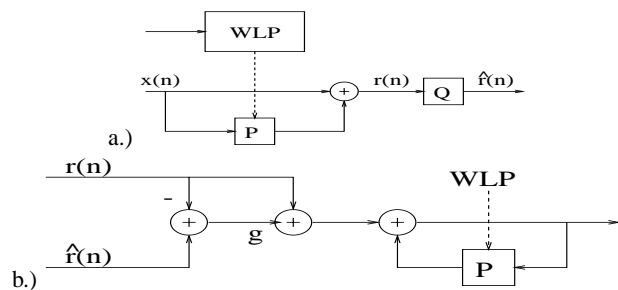 WLP
x(n) r(n) Q r̂(n)
+
P
a.)
r(n)
WLP
-
+ g + +
r̂(n)
P
b.)